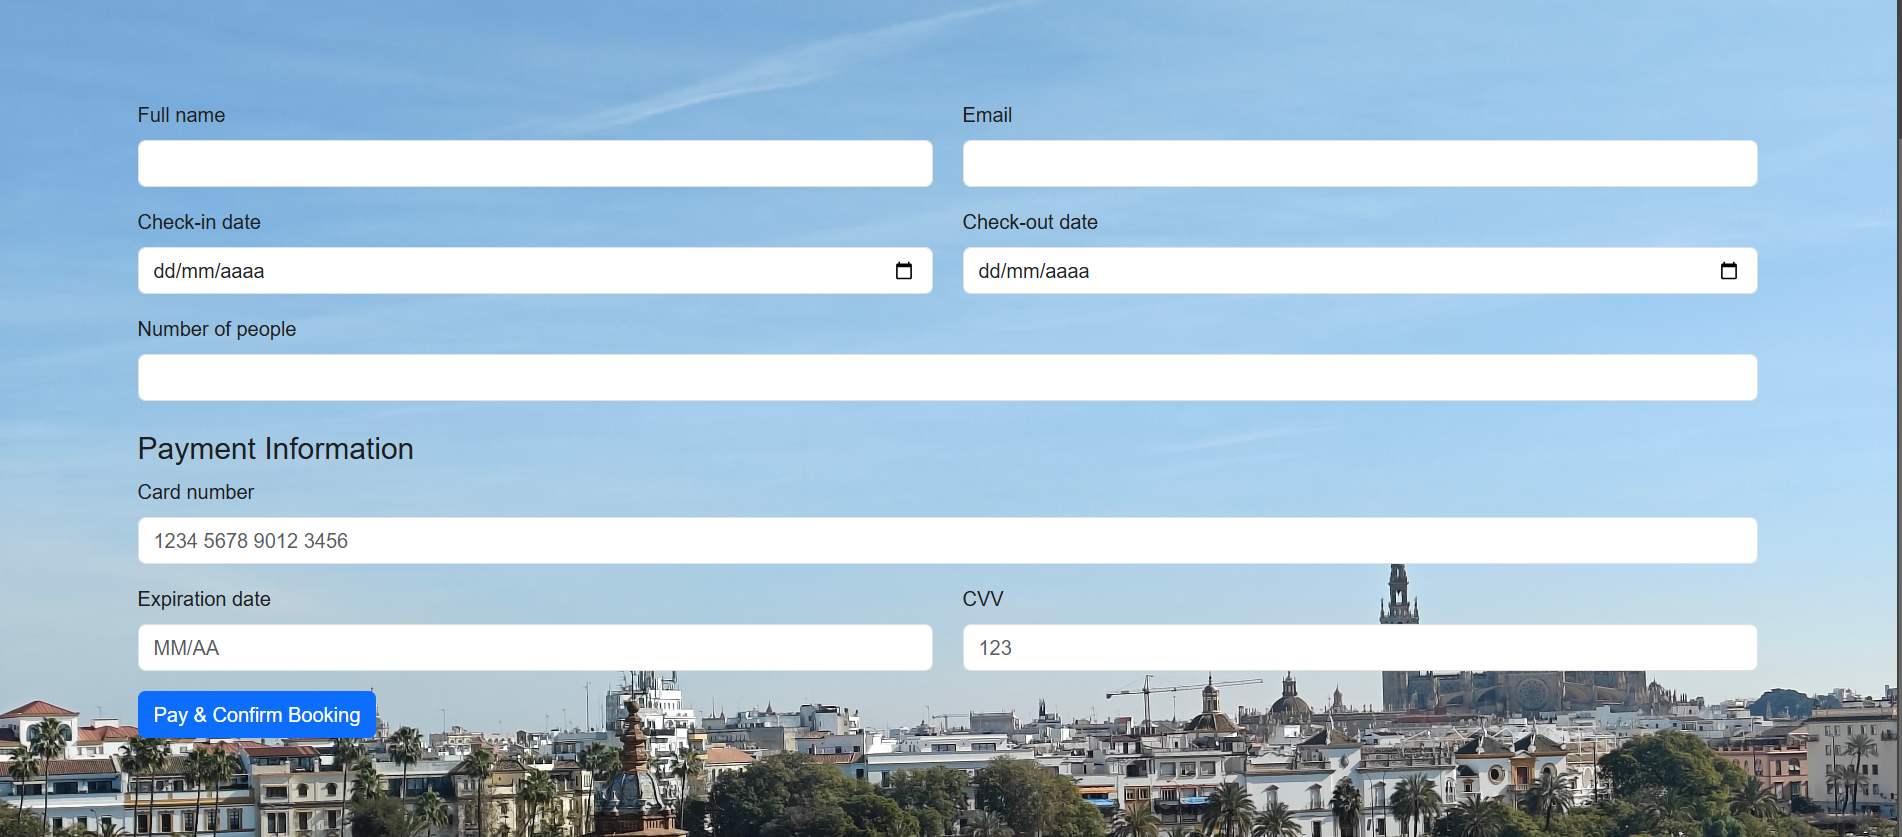 Full name
Email
Check-in date
Check-out date
dd/mm/aaaa
dd/mm/aaaa
Number of people
Payment Information
Card number
1234 5678 9012 3456
Expiration date
CVV
MM/AA
123
Pay & Confirm Booking